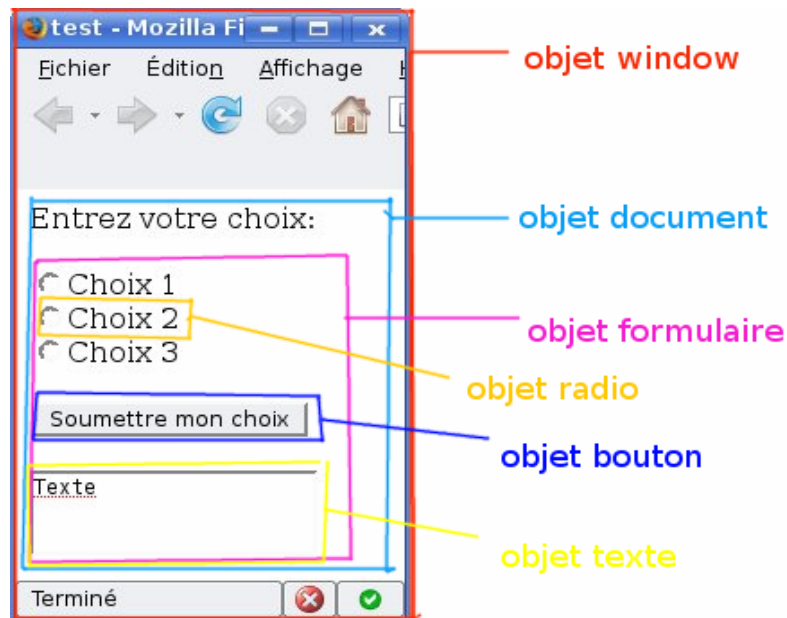 test - Mozilla Fi
objet window
Fichier Édition Affichage
Entrez votre choix:
objet document
Choix 1
Choix 2
Choix 3
objet formulaire
objet radio
Soumettre mon choix
objet bouton
Texte
objet texte
Terminé